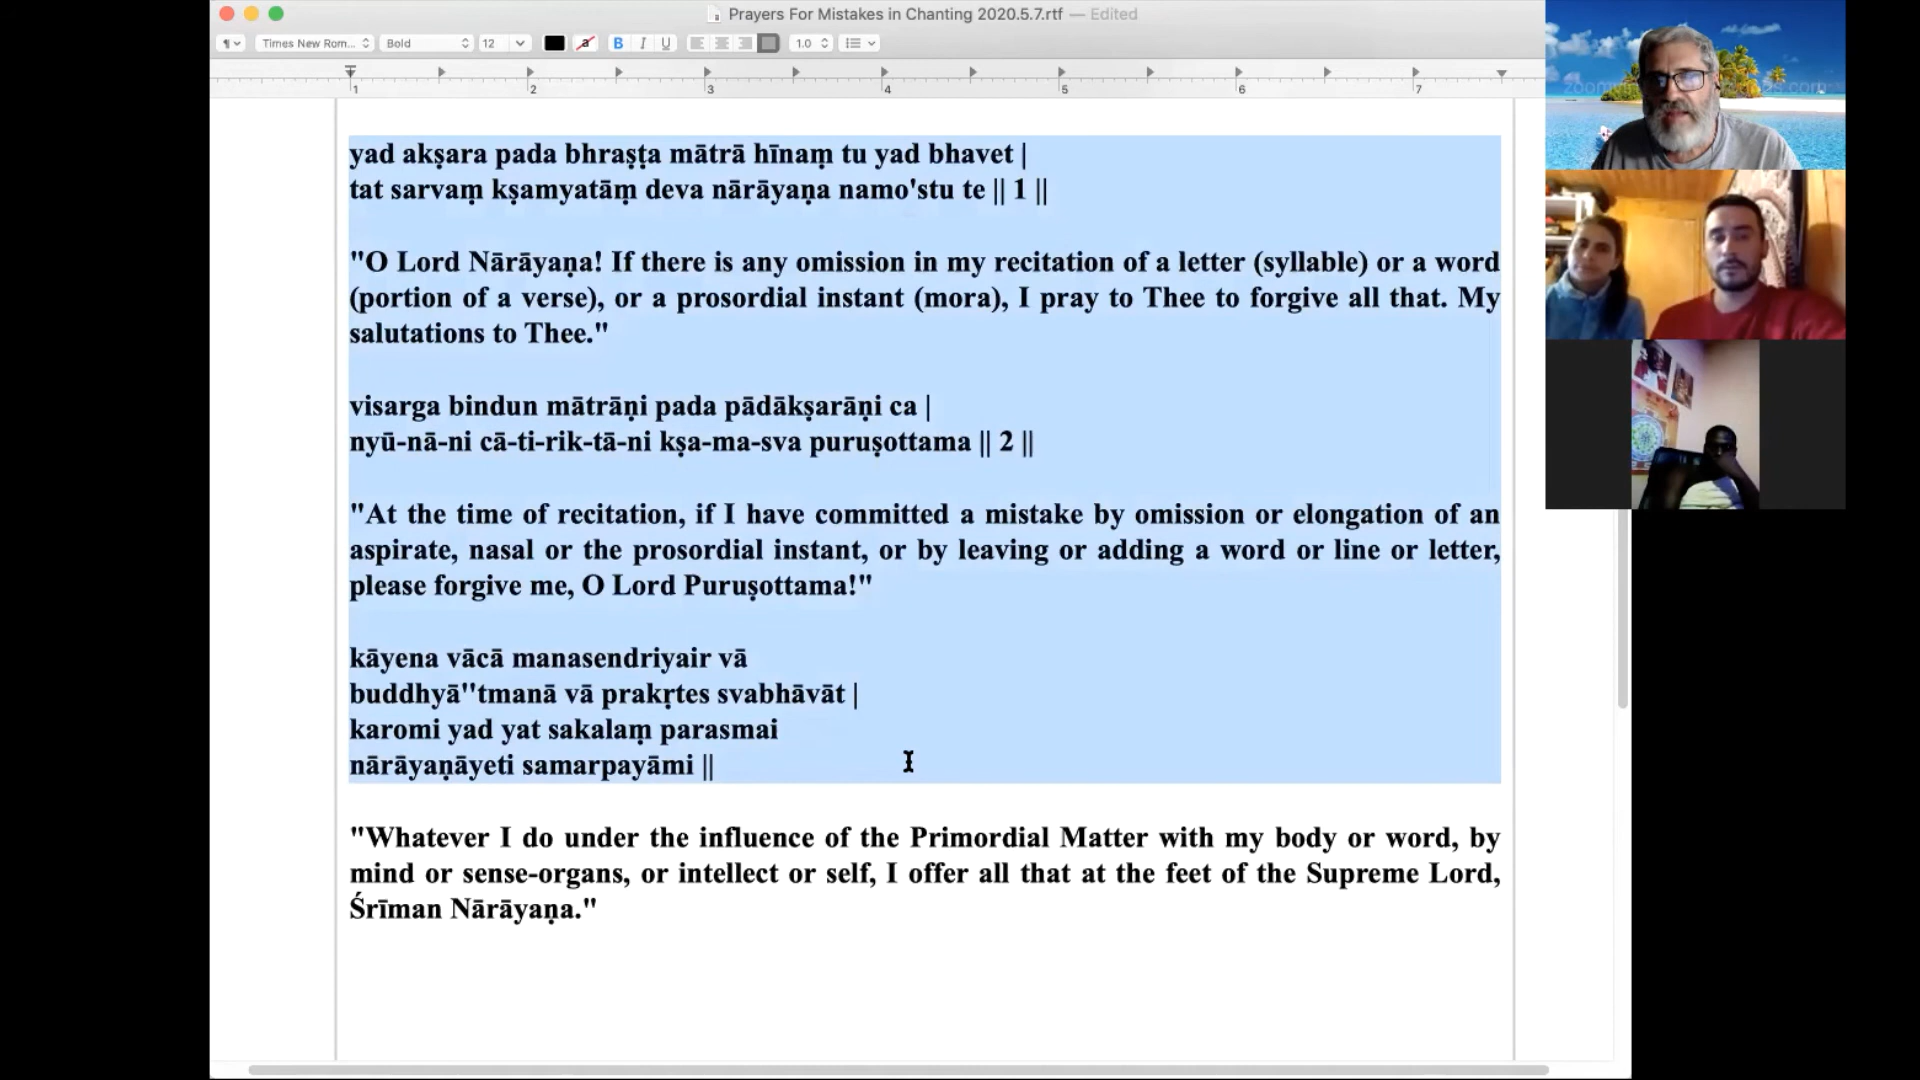 Prayers For Mistakes in Chanting 2020.5.7.rtf — Edited
¶ Times New Rom... Bold 12 a B I U 1.0
1 2 3 4 5 6 7
yad akṣara pada bhraṣṭa mātrā hīnaṃ tu yad bhavet |
tat sarvaṃ kṣamyatāṃ deva nārāyaṇa namo'stu te || 1 ||
"O Lord Nārāyaṇa! If there is any omission in my recitation of a letter (syllable) or a word
(portion of a verse), or a prosordial instant (mora), I pray to Thee to forgive all that. My
salutations to Thee."
visarga bindun mātrāṇi pada pādākṣarāṇi ca |
nyū-nā-ni cā-ti-rik-tā-ni kṣa-ma-sva puruṣottama || 2 ||
"At the time of recitation, if I have committed a mistake by omission or elongation of an
aspirate, nasal or the prosordial instant, or by leaving or adding a word or line or letter,
please forgive me, O Lord Puruṣottama!"
kāyena vācā manasendriyair vā
buddhyā"tmanā vā prakṛtes svabhāvāt |
karomi yad yat sakalaṃ parasmai
nārāyaṇāyeti samarpayāmi ||
"Whatever I do under the influence of the Primordial Matter with my body or word, by
mind or sense-organs, or intellect or self, I offer all that at the feet of the Supreme Lord,
Śrīman Nārāyaṇa."